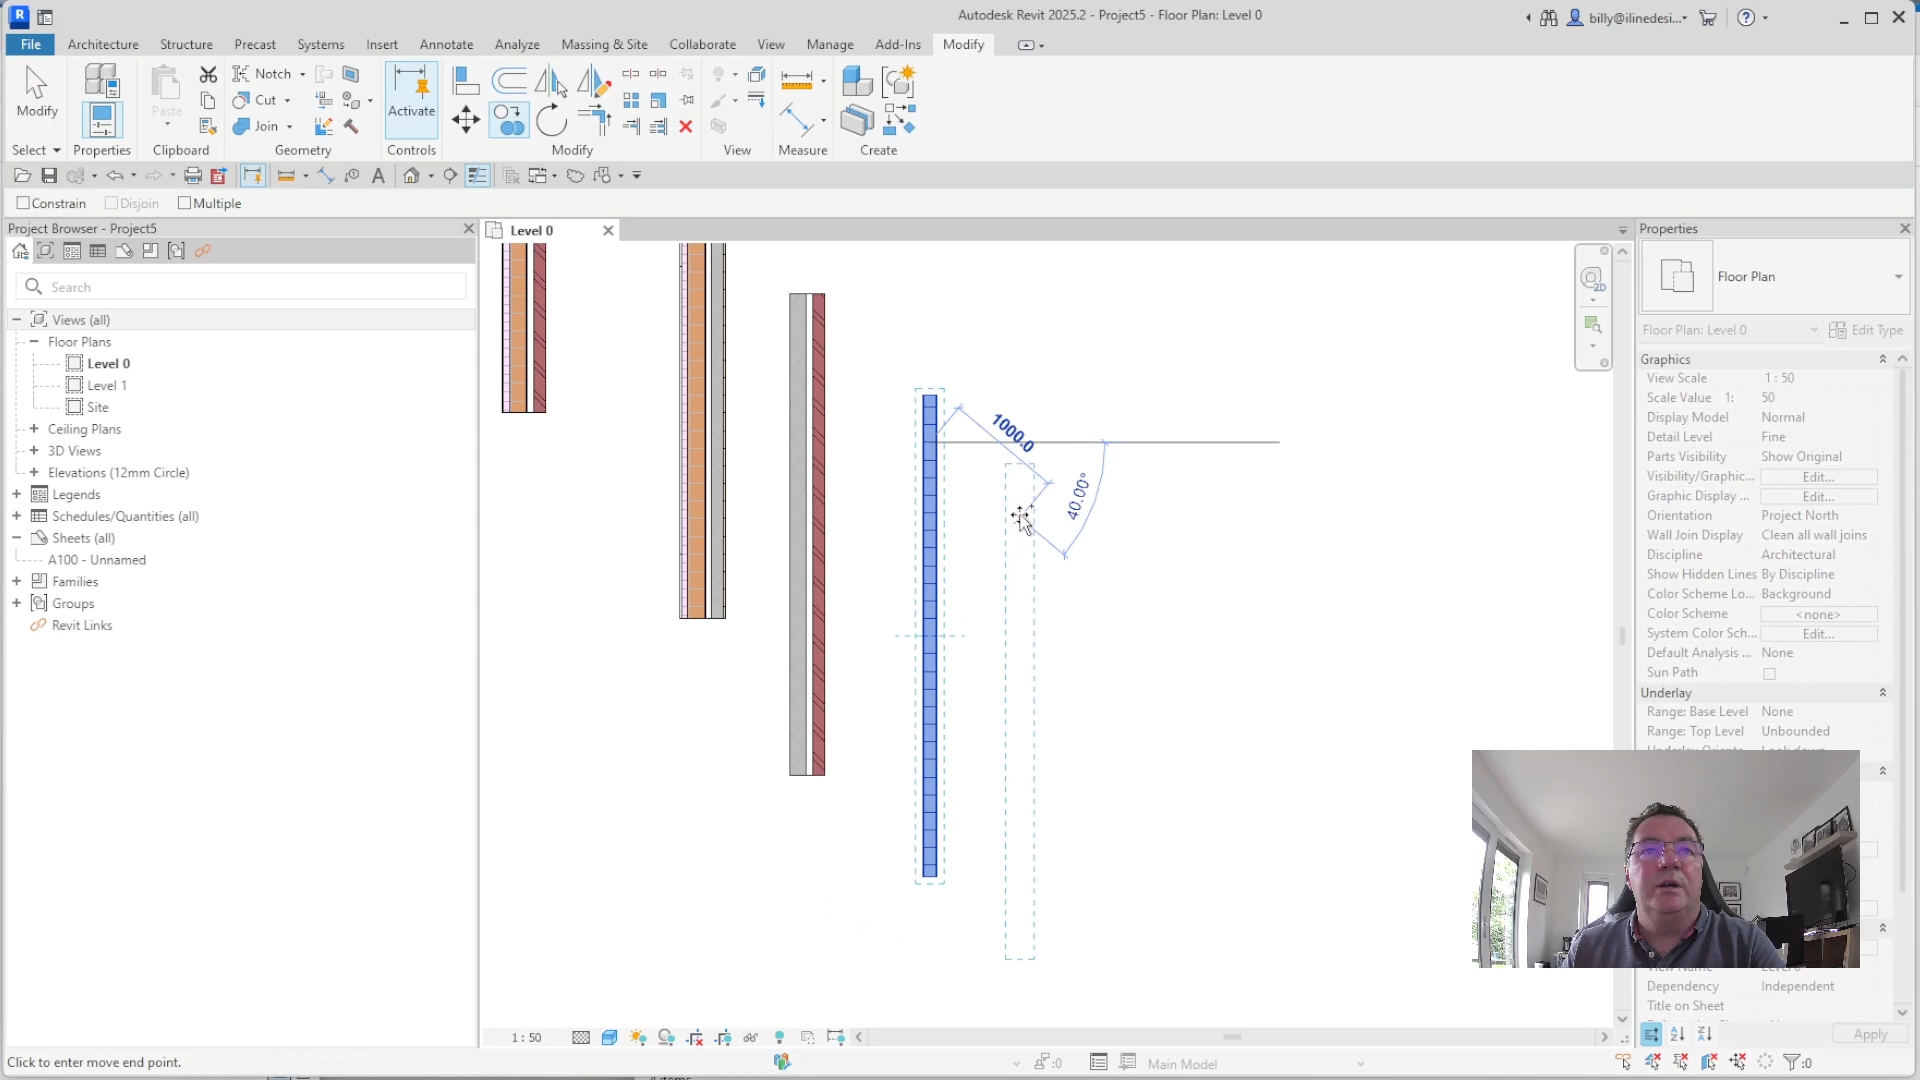 Autodesk Revit 2025.2 - Project5 - Floor Plan: Level 0
billy@ilinedesi...
File
Architecture
Structure
Precast
Systems
Insert
Annotate
Analyze
Massing & Site
Collaborate
View
Manage
Add-Ins
Modify
Modify
Paste
Notch
Cut
Join
Activate
Select
Properties
Clipboard
Geometry
Controls
Modify
View
Measure
Create
Constrain
Disjoin
Multiple
Project Browser - Project5
Level 0
Properties
Search
Views (all)
Floor Plans
Level 0
Level 1
Site
Ceiling Plans
3D Views
Elevations (12mm Circle)
Legends
Schedules/Quantities (all)
Sheets (all)
A100 - Unnamed
Families
Groups
Revit Links
1000.0
40.00°
2D
Floor Plan
Floor Plan: Level 0
Edit Type
Graphics
View Scale 1 : 50
Scale Value 1: 50
Display Model Normal
Detail Level Fine
Parts Visibility Show Original
Visibility/Graphic... Edit...
Graphic Display ... Edit...
Orientation Project North
Wall Join Display Clean all wall joins
Discipline Architectural
Show Hidden Lines By Discipline
Color Scheme Lo... Background
Color Scheme <none>
System Color Sch... Edit...
Default Analysis ... None
Sun Path
Underlay
Range: Base Level None
Range: Top Level Unbounded
Dependency Independent
Title on Sheet
Apply
1 : 50
Click to enter move end point.
:0
Main Model
:0